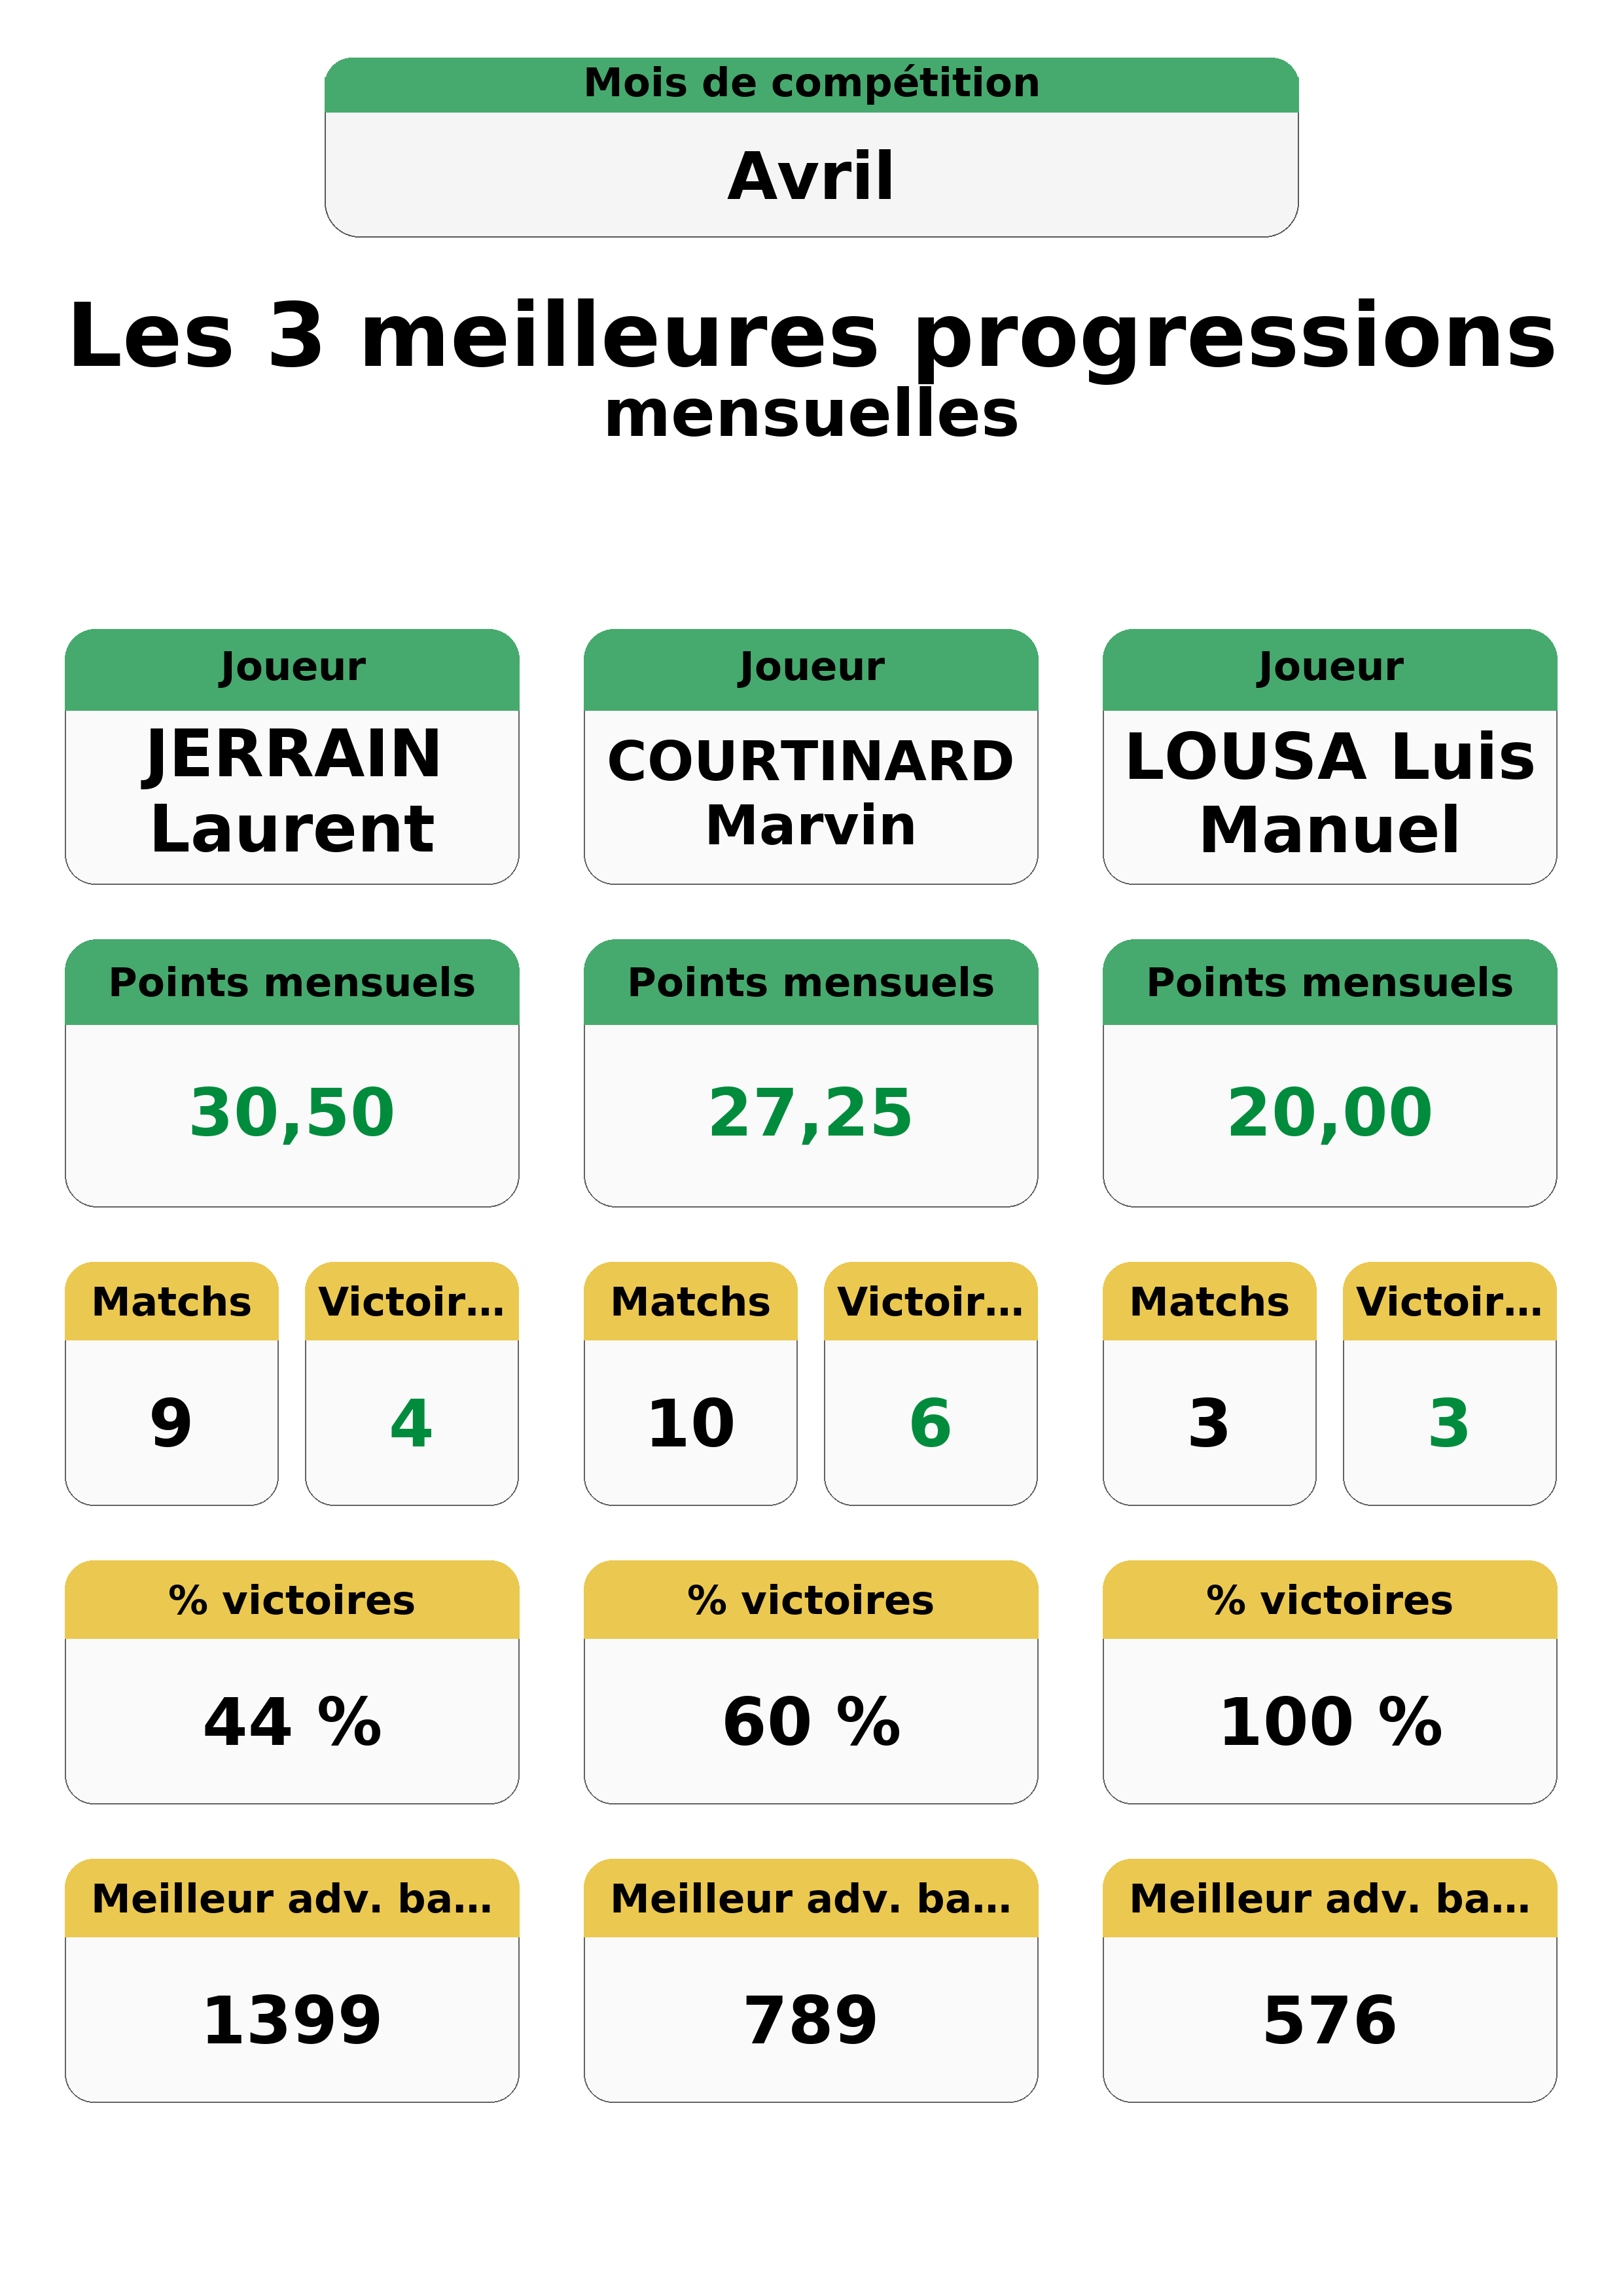 Mois de compétition
Avril
Les 3 meilleures progressions
mensuelles
Joueur
JERRAIN
Laurent
Joueur
COURTINARD
Marvin
Joueur
LOUSA Luis
Manuel
Points mensuels
30,50
Points mensuels
27,25
Points mensuels
20,00
Matchs
9
Victoir...
4
Matchs
10
Victoir...
6
Matchs
3
Victoir...
3
% victoires
44 %
% victoires
60 %
% victoires
100 %
Meilleur adv. ba...
1399
Meilleur adv. ba...
789
Meilleur adv. ba...
576